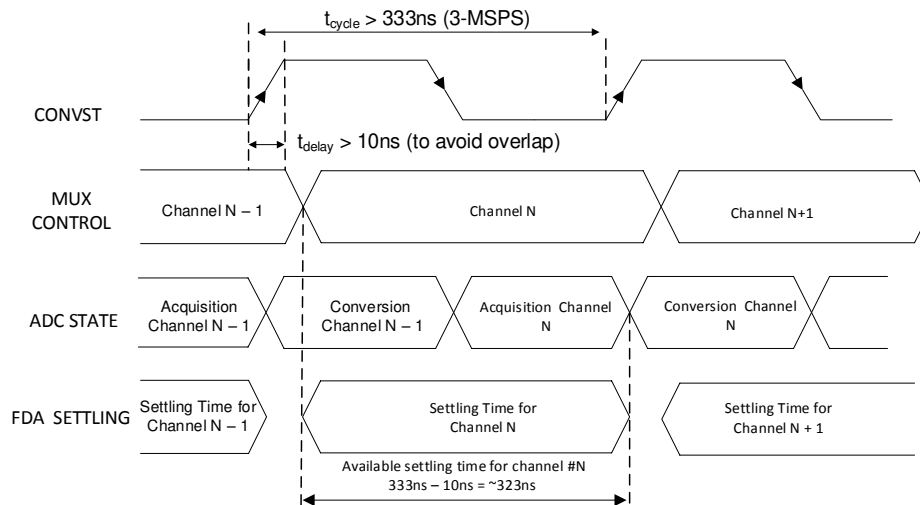 t_cycle > 333ns (3-MSPS)
CONVST
t_delay > 10ns (to avoid overlap)
MUX
CONTROL
Channel N – 1
Channel N
Channel N+1
ADC STATE
Acquisition
Channel N – 1
Conversion
Channel N – 1
Acquisition Channel
N
Conversion Channel
N
FDA SETTLING
Settling Time for
Channel N – 1
Settling Time for
Channel N
Settling Time for
Channel N + 1
Available settling time for channel #N
333ns – 10ns = ~323ns